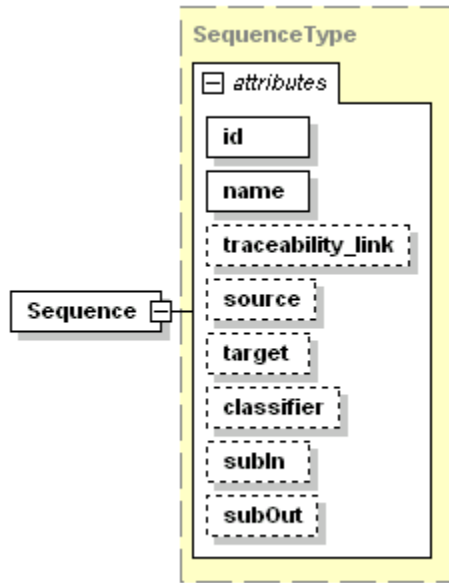 SequenceType
attributes
id
name
traceability_link
source
Sequence
target
classifier
subIn
subOut